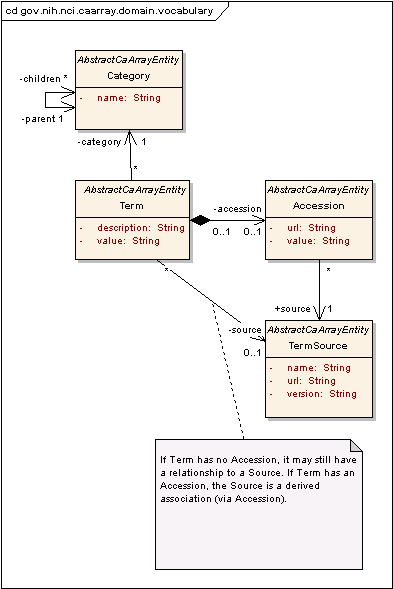 cd gov.nih.nci.caarray.domain.vocabulary
AbstractCaArrayEntity
Category
- name: String
-children *
-parent 1
-category
1
*
AbstractCaArrayEntity
Term
- description: String
- value: String
-accession
0..1
0..1
AbstractCaArrayEntity
Accession
- url: String
- value: String
*
*
+source
1
-source
0..1
AbstractCaArrayEntity
TermSource
- name: String
- url: String
- version: String
If Term has no Accession, it may still have
a relationship to a Source. If Term has an
Accession, the Source is a derived
association (via Accession).